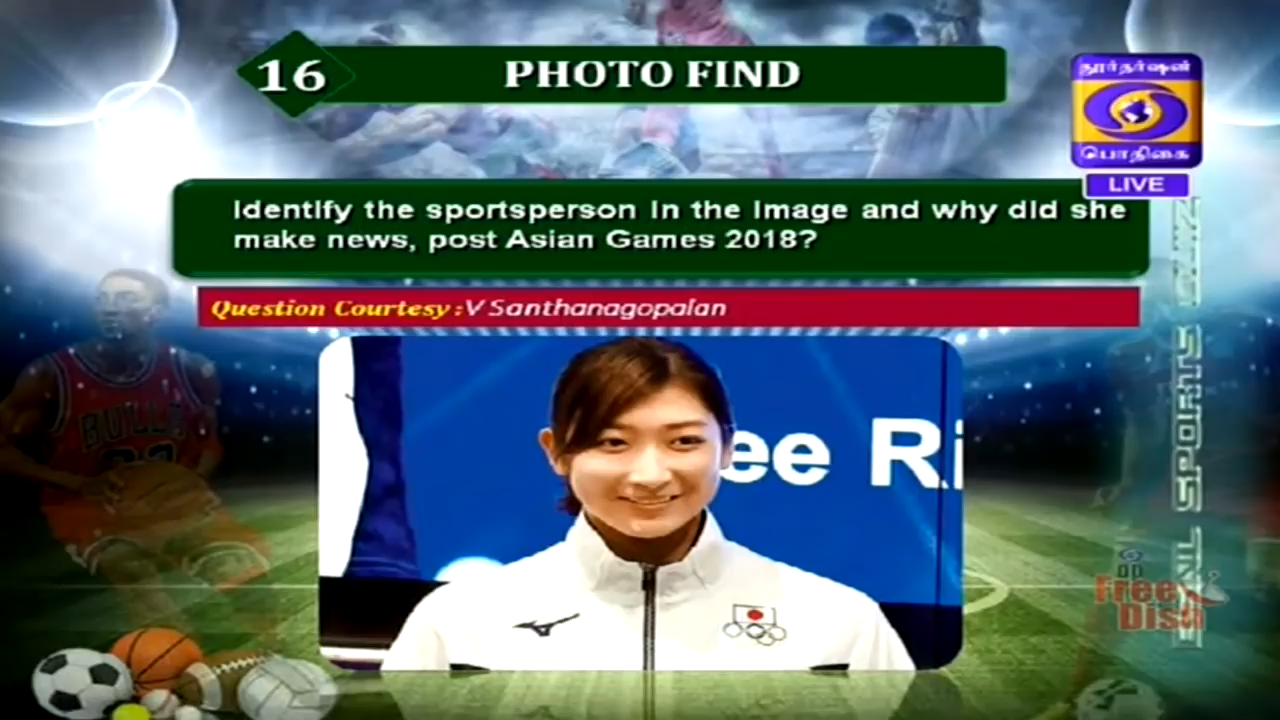 16
PHOTO FIND
தூர்தர்ஷன்
பொதிகை
LIVE
Identify the sportsperson in the image and why did she
make news, post Asian Games 2018?
Question Courtesy :V Santhanagopalan
ee Ri
BULLS
DD
Free
Dish
SPORTS